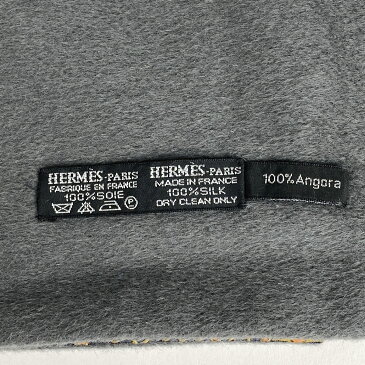 HERMÈS-PARIS
FABRIQUE EN FRANCE
100%SOIE
HERMÈS-PARIS
MADE IN FRANCE
100%SILK
DRY CLEAN ONLY
100%Angora